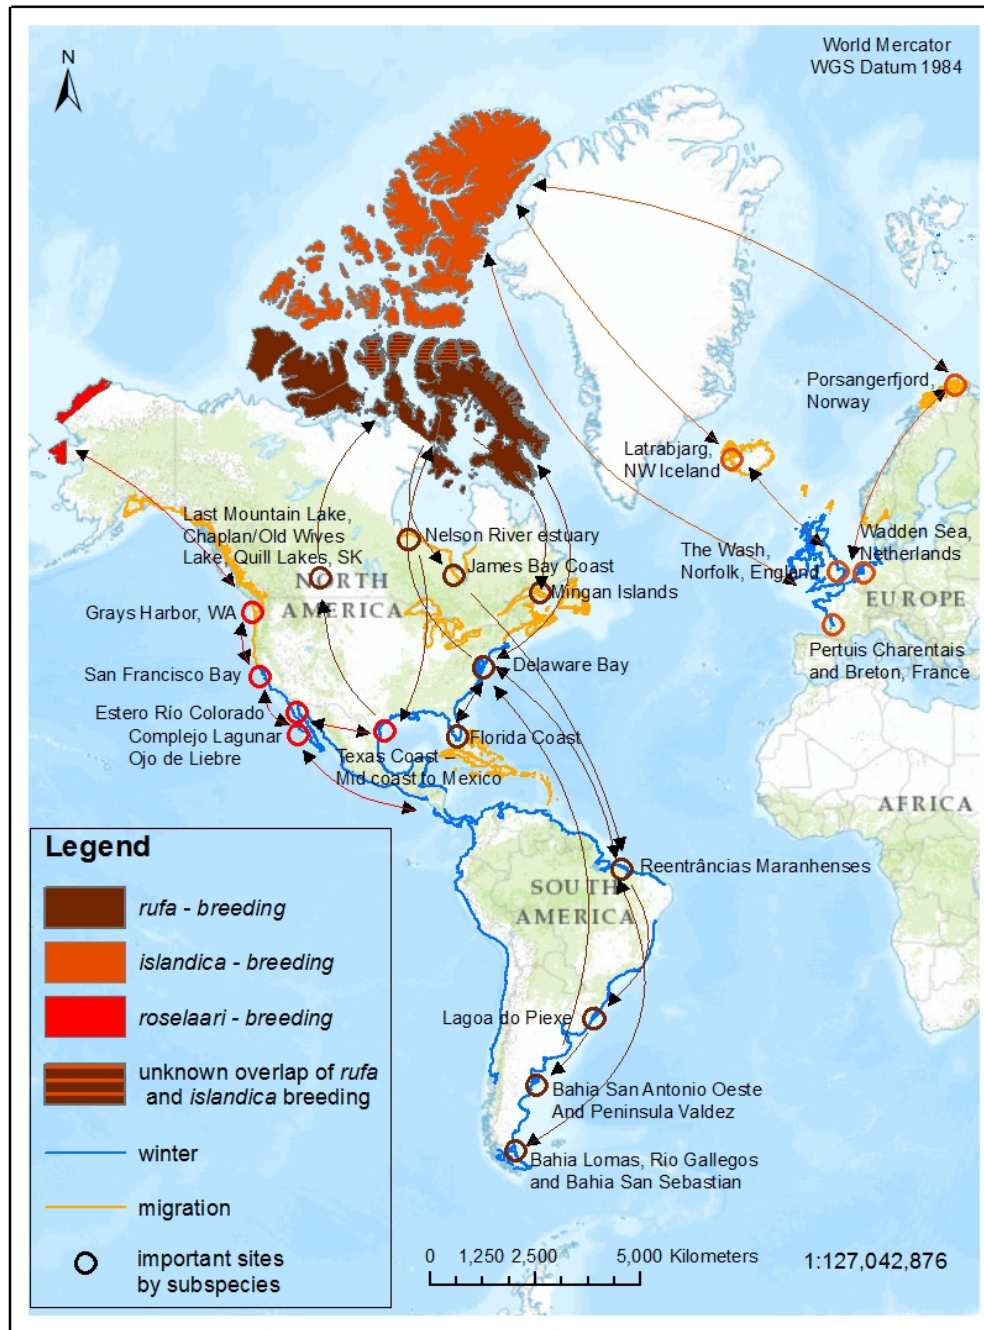 World Mercator
WGS Datum 1984
N
Porsangerfjord,
Norway
Latrabjarg,
NW Iceland
Last Mountain Lake,
Chaplan/Old Wives
Lake, Quill Lakes, SK
Nelson River estuary
James Bay Coast
Mingan Islands
The Wash,
Norfolk, England
Wadden Sea,
Netherlands
NORTH
AMERICA
EUROPE
Grays Harbor, WA
San Francisco Bay
Delaware Bay
Pertuis Charentais
and Breton, France
Estero Río Colorado
Complejo Lagunar
Ojo de Liebre
Texas Coast –
Mid coast to Mexico
Florida Coast
AFRICA
Reentrâncias Maranhenses
SOUTH
AMERICA
Lagoa do Piexe
Bahia San Antonio Oeste
And Peninsula Valdez
Bahia Lomas, Rio Gallegos
and Bahia San Sebastian
Legend
rufa - breeding
islandica - breeding
roselaari - breeding
unknown overlap of rufa
and islandica breeding
winter
migration
important sites
by subspecies
0 1,250 2,500 5,000 Kilometers
1:127,042,876